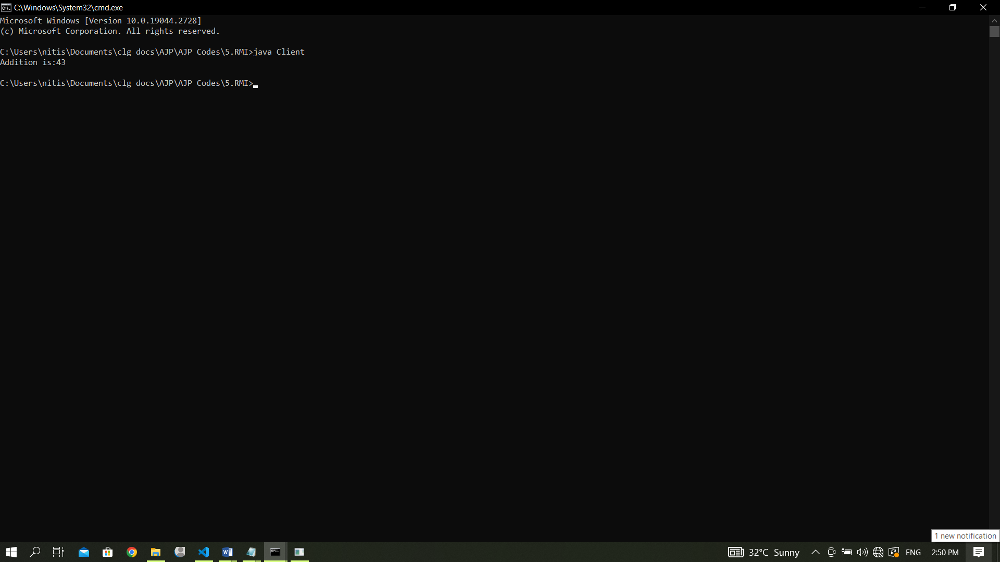 C:\Windows\System32\cmd.exe
Microsoft Windows [Version 10.0.19044.2728]
(c) Microsoft Corporation. All rights reserved.
C:\Users\nitis\Documents\clg docs\AJP\AJP Codes\5.RMI>java Client
Addition is:43
C:\Users\nitis\Documents\clg docs\AJP\AJP Codes\5.RMI>
1 new notification
32°C Sunny ENG 2:50 PM